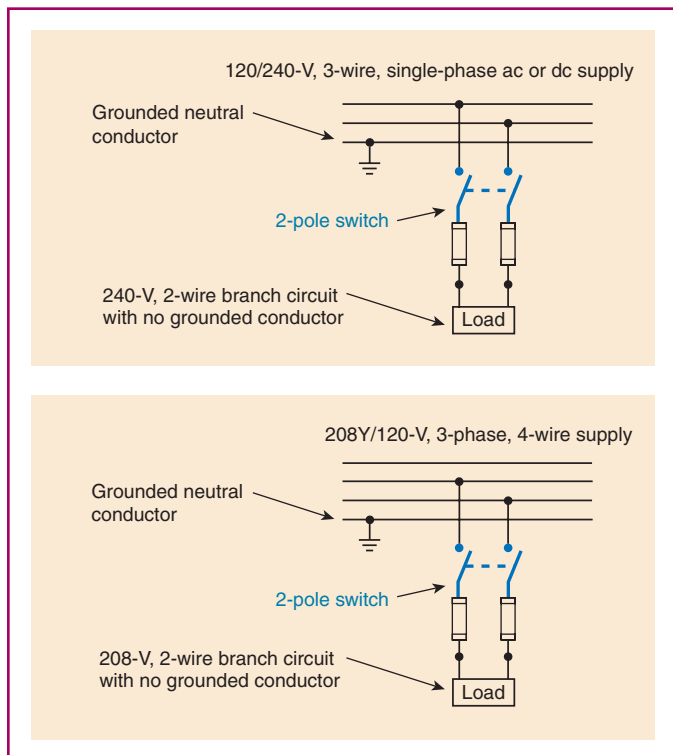 120/240-V, 3-wire, single-phase ac or dc supply
Grounded neutral
conductor
2-pole switch
240-V, 2-wire branch circuit
with no grounded conductor
Load
208Y/120-V, 3-phase, 4-wire supply
Grounded neutral
conductor
2-pole switch
208-V, 2-wire branch circuit
with no grounded conductor
Load